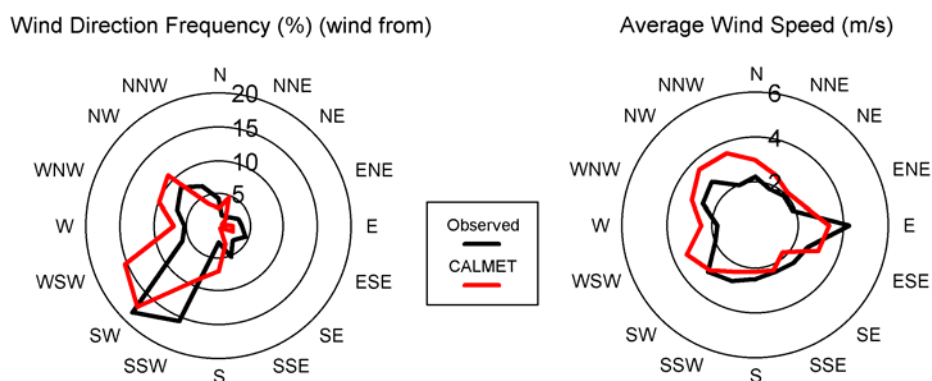 Wind Direction Frequency (%) (wind from)
N
NNE
NE
ENE
E
ESE
SE
SSE
S
SSW
SW
WSW
W
WNW
NW
NNW
20
15
10
5
Observed
CALMET
Average Wind Speed (m/s)
N
NNE
NE
ENE
E
ESE
SE
SSE
S
SSW
SW
WSW
W
WNW
NW
NNW
6
4
2